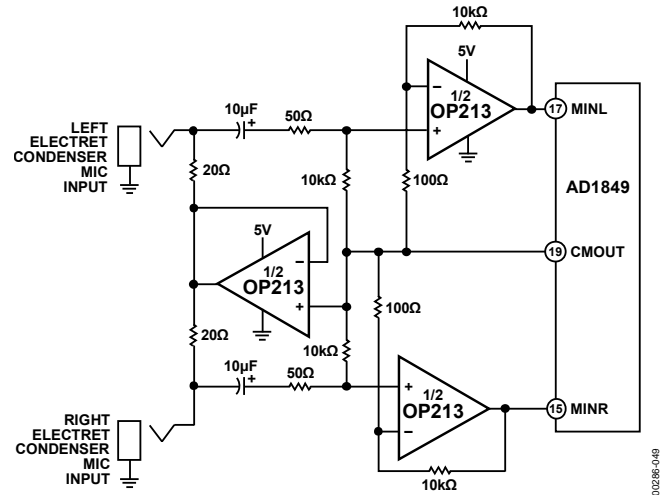 10kΩ
5V
1/2
OP213
17 MINL
10µF
+
50Ω
LEFT
ELECTRET
CONDENSER
MIC
INPUT
20Ω
10kΩ
100Ω
AD1849
5V
1/2
OP213
19 CMOUT
100Ω
20Ω
10kΩ
10µF
+
50Ω
1/2
OP213
15 MINR
RIGHT
ELECTRET
CONDENSER
MIC
INPUT
10kΩ
00286-049